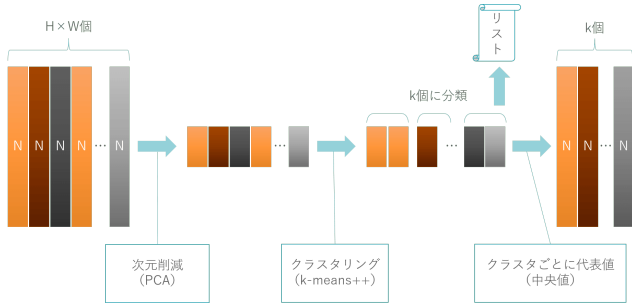 H×W個
N N N N … N
…
次元削減
(PCA)
クラスタリング
(k-means++)
k個に分類
…
リスト
クラスタごとに代表値
(中央値)
k個
N N … N